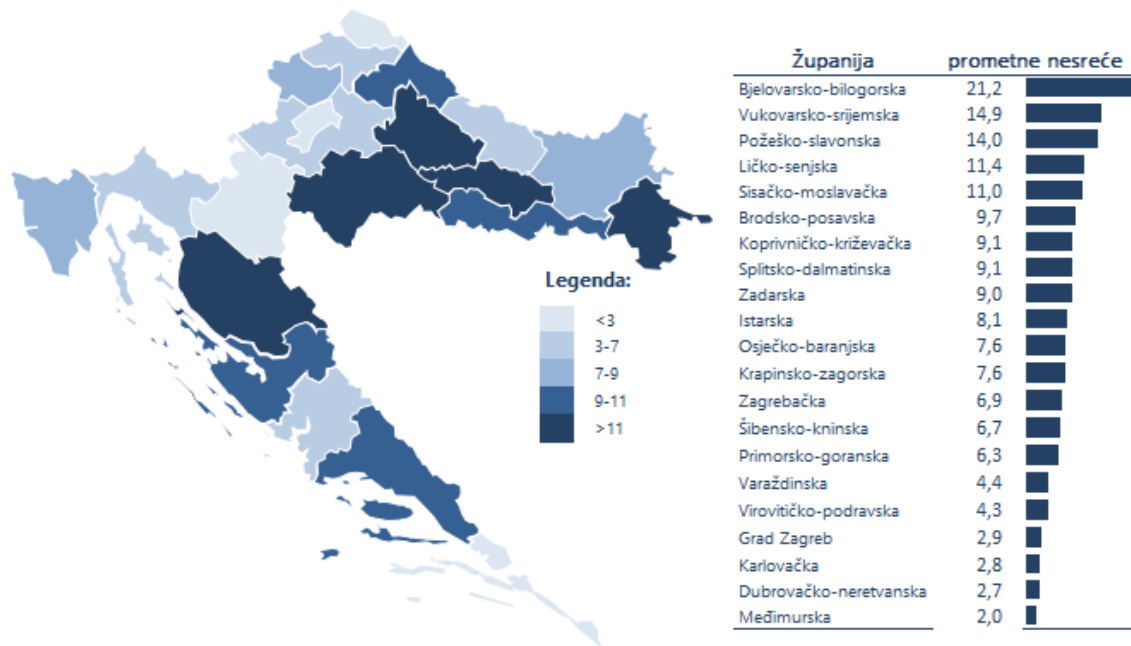 Županija prometne nesreće
Bjelovarsko-bilogorska 21,2
Vukovarsko-srijemska 14,9
Požeško-slavonska 14,0
Ličko-senjska 11,4
Sisačko-moslavačka 11,0
Brodsko-posavska 9,7
Koprivničko-križevačka 9,1
Splitsko-dalmatinska 9,1
Zadarska 9,0
Istarska 8,1
Osječko-baranjska 7,6
Krapinsko-zagorska 7,6
Zagrebačka 6,9
Šibensko-kninska 6,7
Primorsko-goranska 6,3
Varaždinska 4,4
Virovitičko-podravska 4,3
Grad Zagreb 2,9
Karlovačka 2,8
Dubrovačko-neretvanska 2,7
Međimurska 2,0
Legenda:
<3
3-7
7-9
9-11
>11